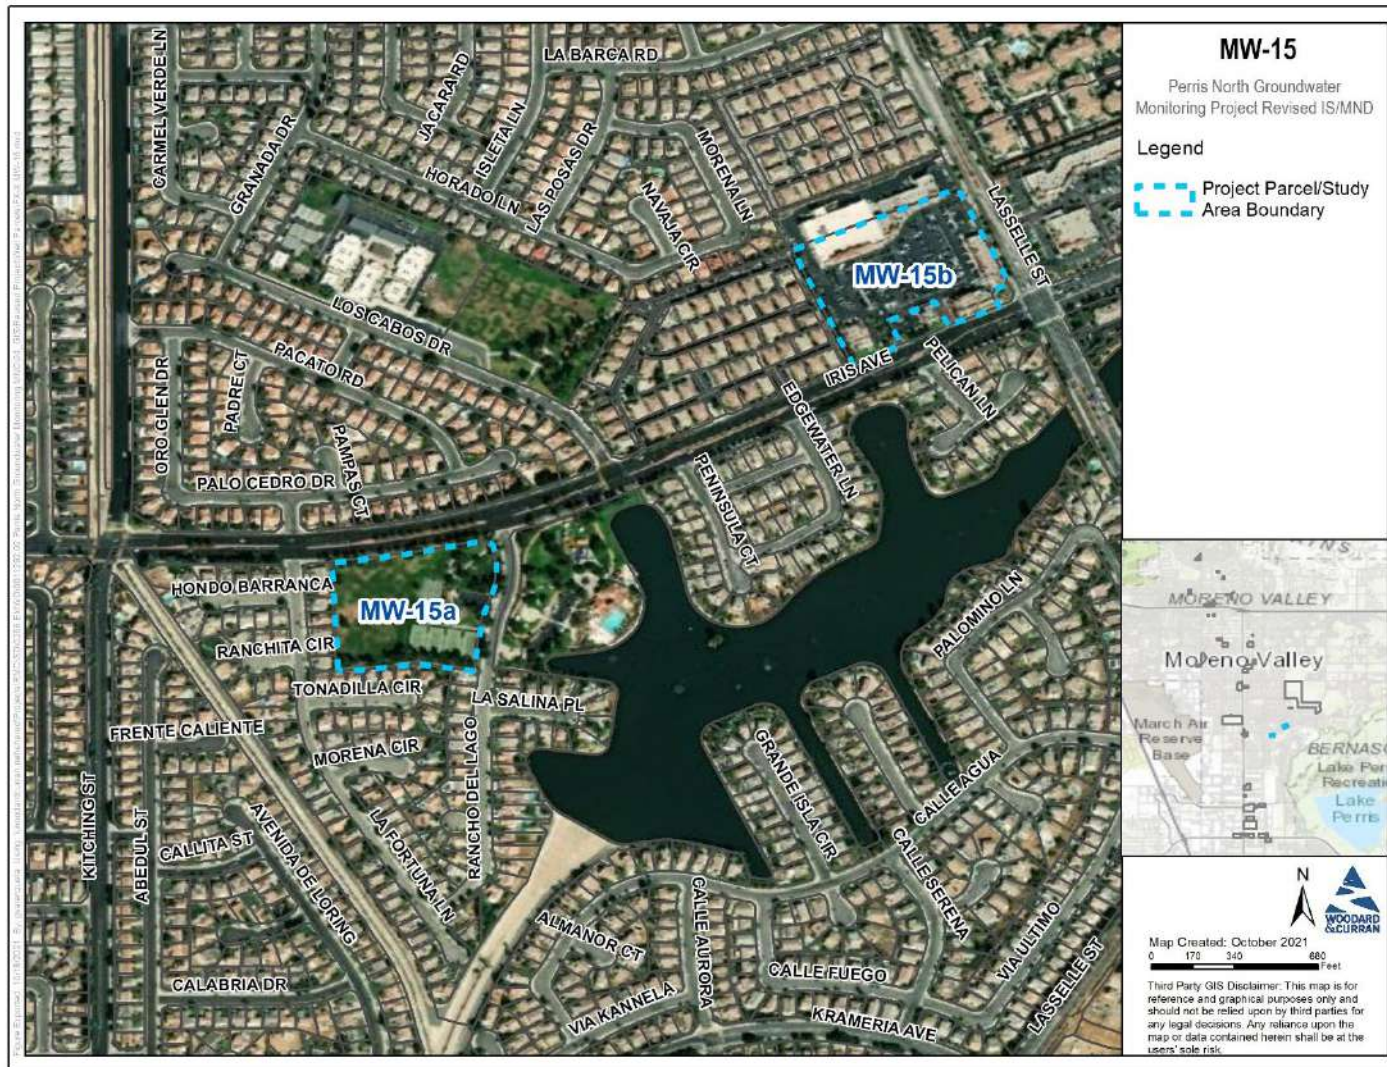 MW-15
Perris North Groundwater
Monitoring Project Revised IS/MND
Legend
Project Parcel/Study
Area Boundary
LA BARCA RD
CARMEL VERDE LN
JACARA RD
ISLETA LN
GRANADA DR
LAS POSAS DR
MORENA LN
HORADO LN
NAVAJA CIR
LASSELLE ST
MW-15b
LOS CABOS DR
PACATO RD
IRIS AVE
PELICAN LN
ORO GLEN DR
PADRE CT
EDGEWATER LN
PAMPAS CT
PENINSULA CT
PALO CEDRO DR
HONDO BARRANCA
MW-15a
RANCHITA CIR
PALOMINO LN
TONADILLA CIR
LA SALINA PL
FRENTE CALIENTE
MORENA CIR
RANCHO DEL LAGO
GRANDE ISLA CIR
CALLE AGUA
KITCHING ST
ABEDUL ST
CALLITA ST
AVENIDA DE LORING
LA FORTUNA LN
CALLE SERENA
ALMANOR CT
CALLE AURORA
CALLE FUEGO
VIA ULTIMO
LASSELLE ST
CALABRIA DR
VIA KANNELA
KRAMERIA AVE
MORENO VALLEY
Moreno Valley
March Air
Reserve
Base
BERNASC
Lake Perr
Recreatio
Lake
Perris
N
WOODARD
&CURRAN
Map Created: October 2021
0 170 340 680
Feet
Third Party GIS Disclaimer: This map is for
reference and graphical purposes only and
should not be relied upon by third parties for
any legal decisions. Any reliance upon the
map or data contained herein shall be at the
users' sole risk.